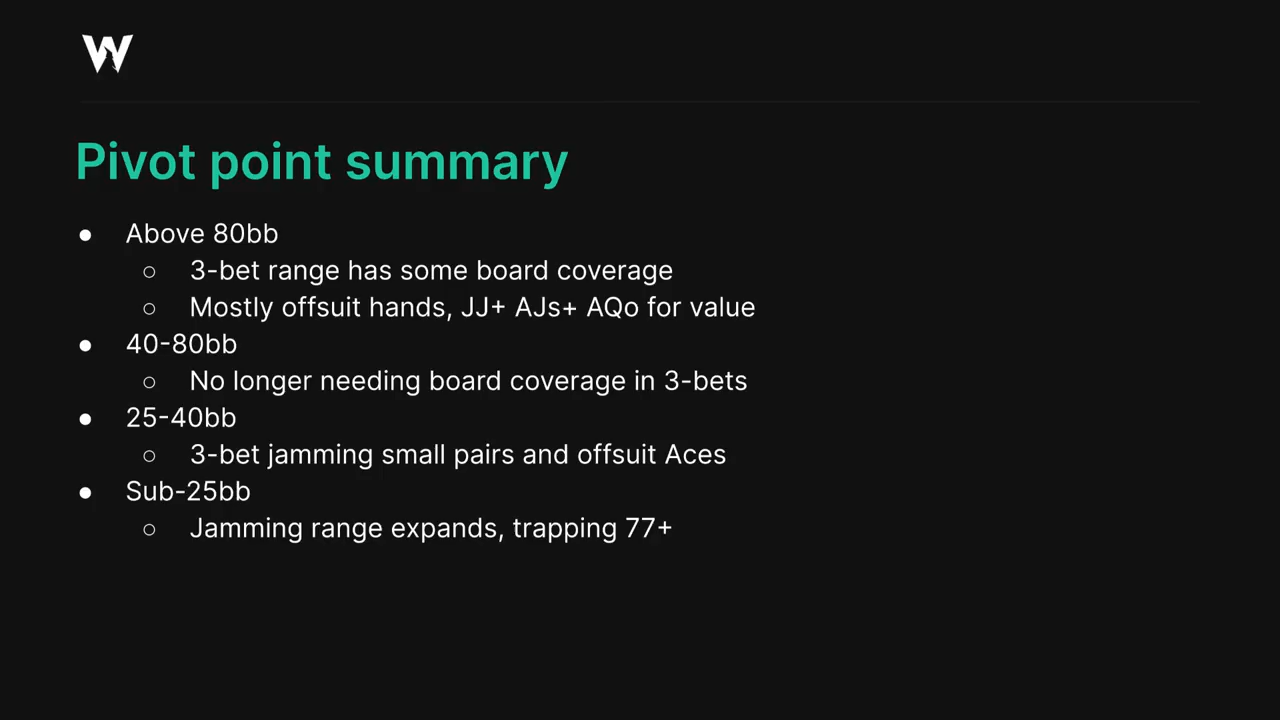 W
Pivot point summary
● Above 80bb
○ 3-bet range has some board coverage
○ Mostly offsuit hands, JJ+ AJs+ AQo for value
● 40-80bb
○ No longer needing board coverage in 3-bets
● 25-40bb
○ 3-bet jamming small pairs and offsuit Aces
● Sub-25bb
○ Jamming range expands, trapping 77+